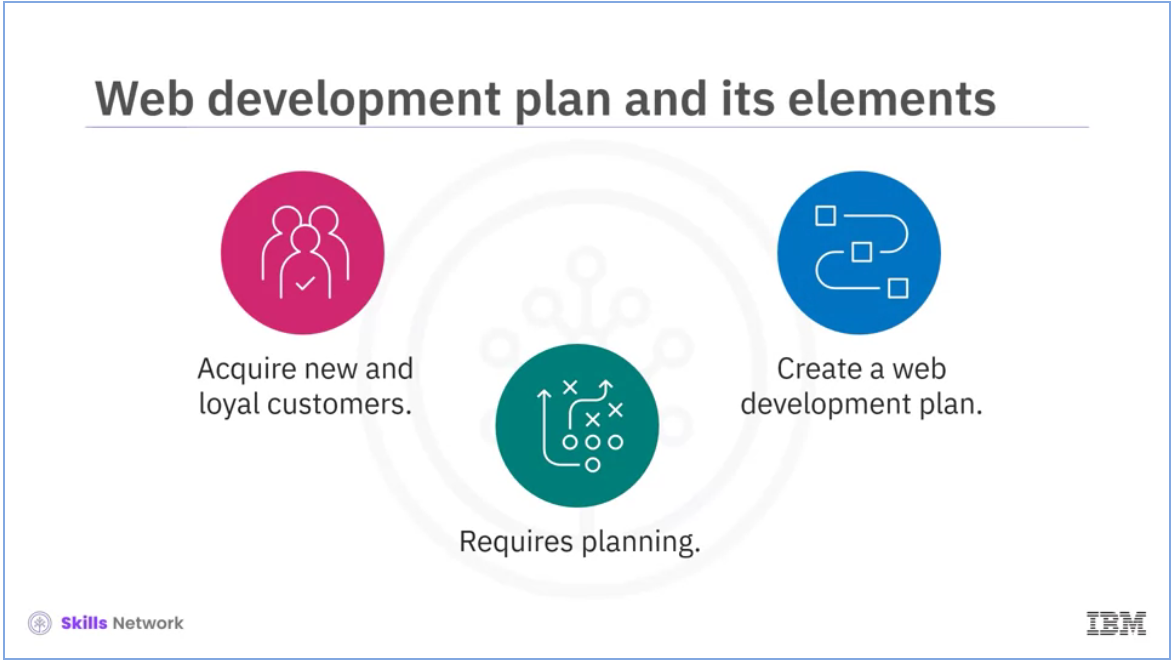 Web development plan and its elements
Acquire new and
loyal customers.
Requires planning.
Create a web
development plan.
Skills Network
IBM